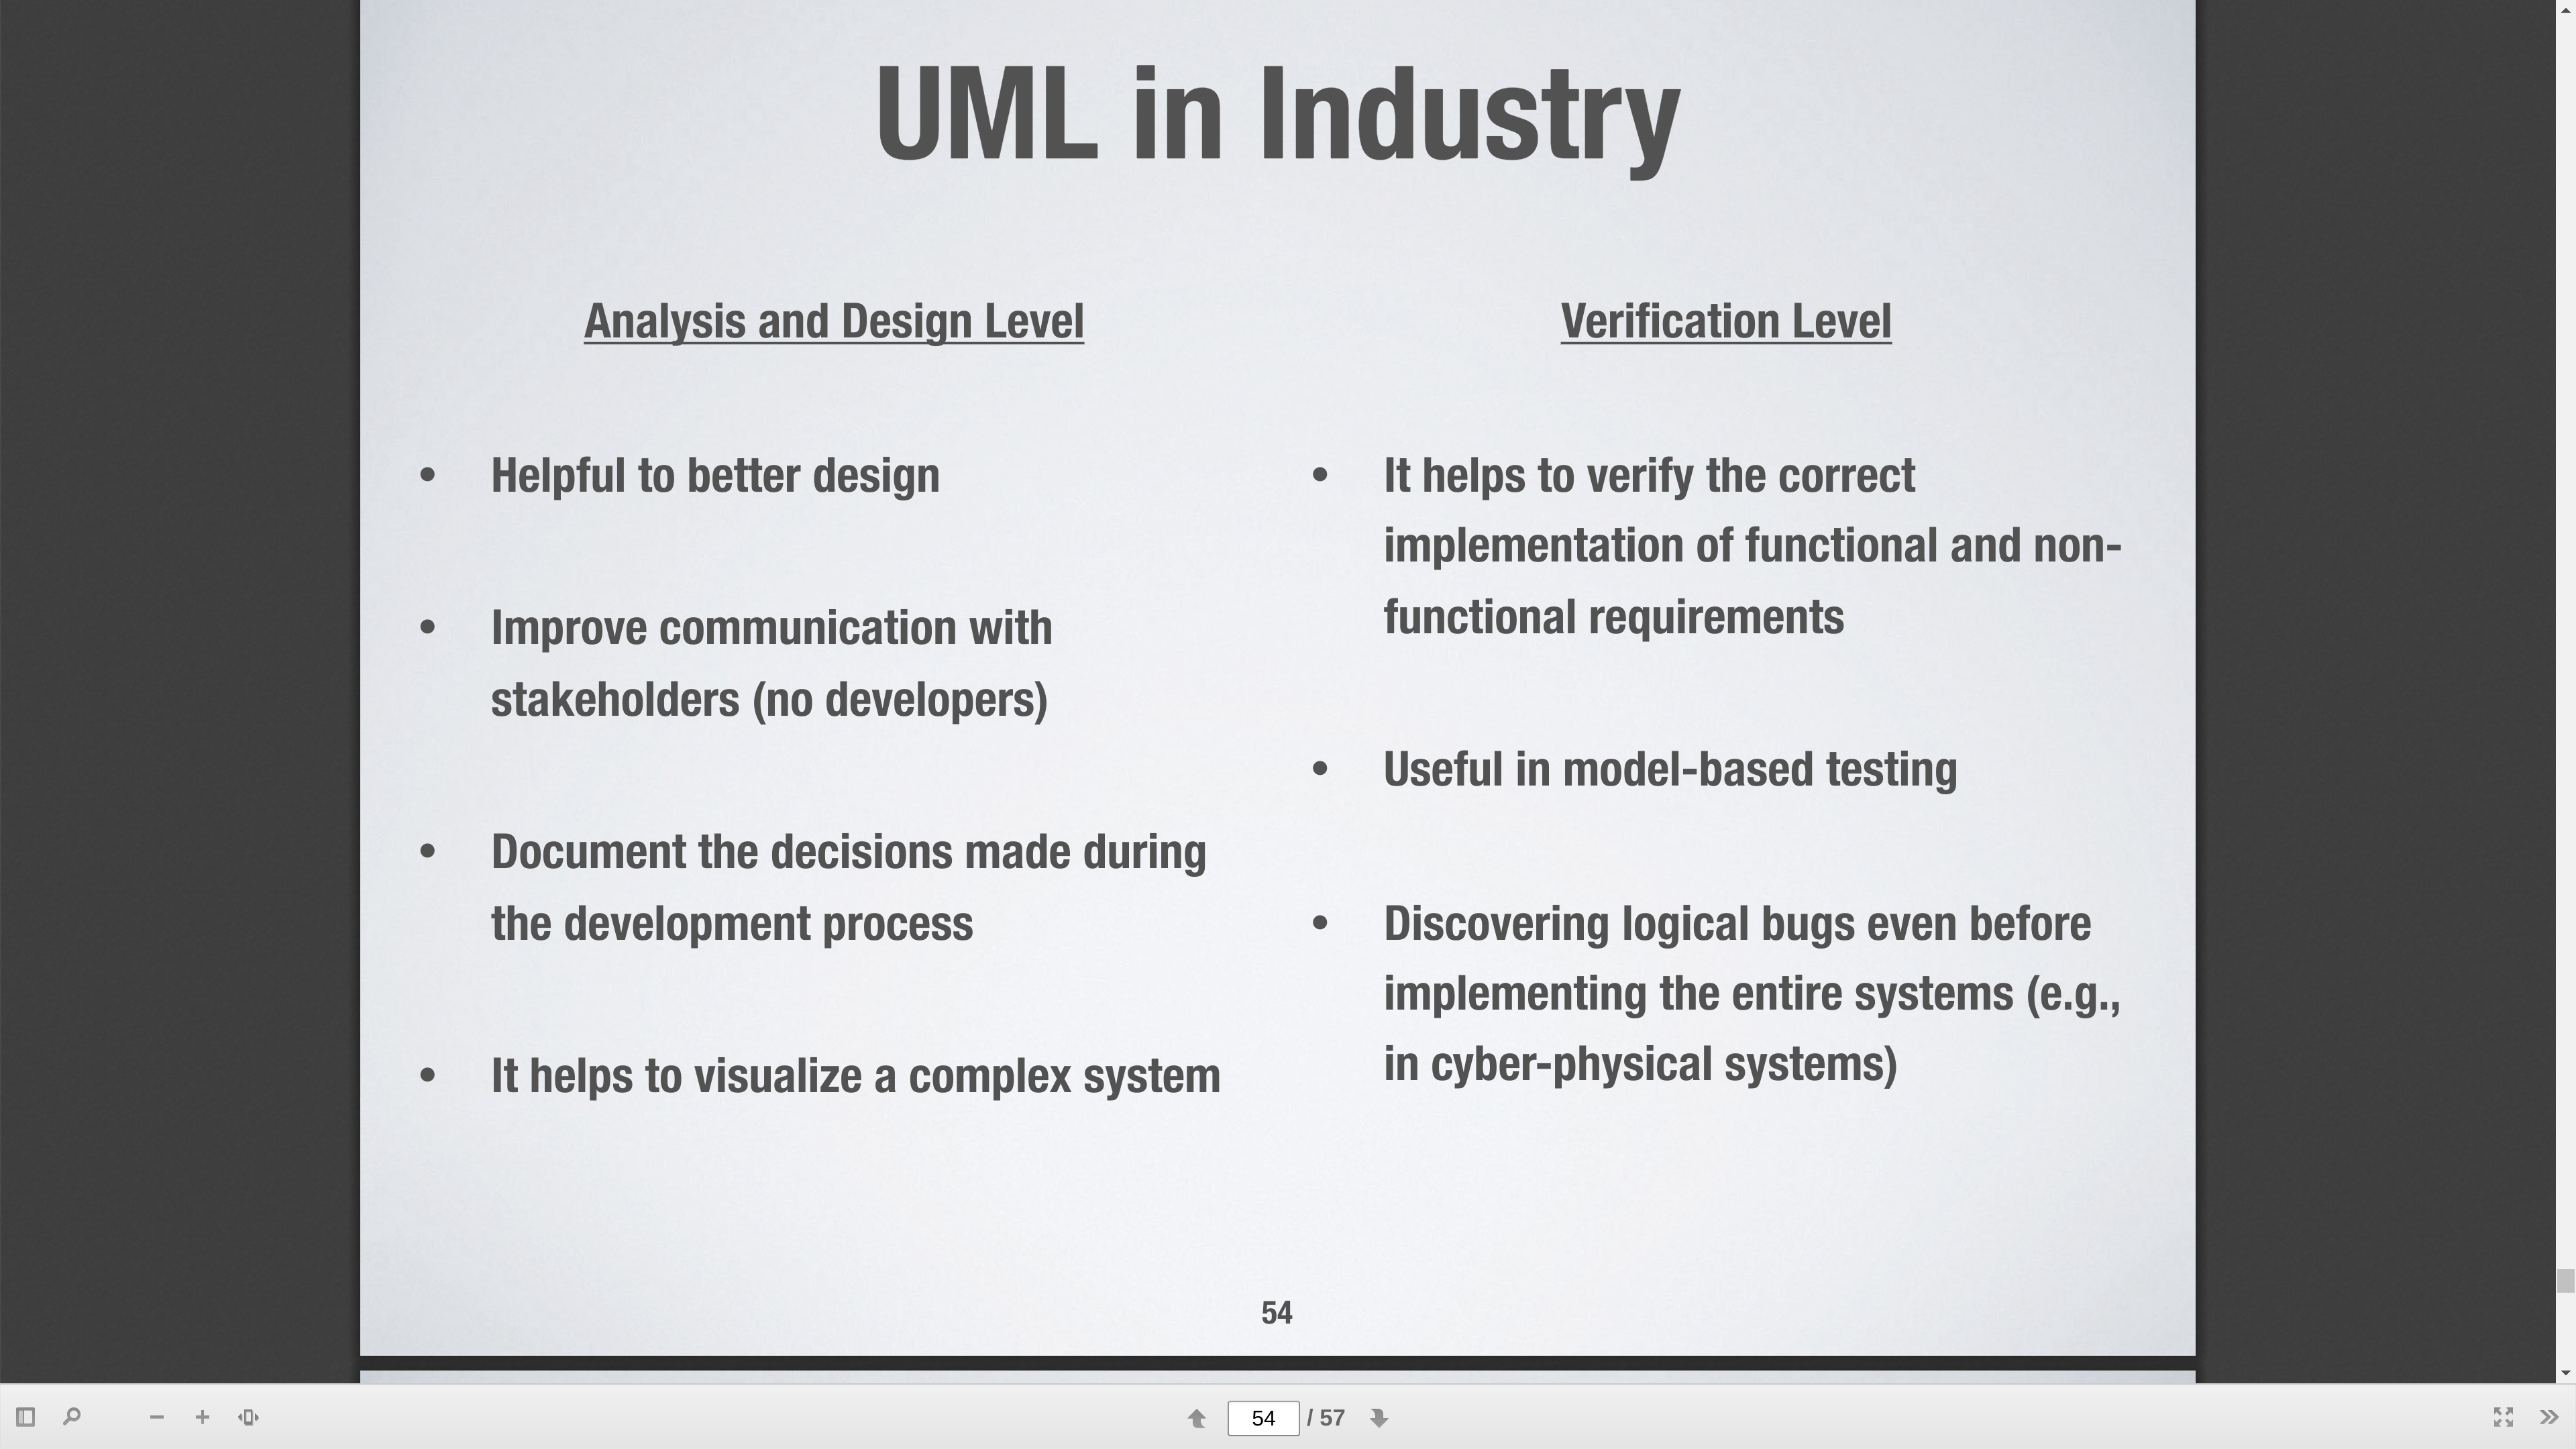 UML in Industry
Analysis and Design Level
• Helpful to better design
• Improve communication with
stakeholders (no developers)
• Document the decisions made during
the development process
• It helps to visualize a complex system
Verification Level
• It helps to verify the correct
implementation of functional and non-
functional requirements
• Useful in model-based testing
• Discovering logical bugs even before
implementing the entire systems (e.g.,
in cyber-physical systems)
54
54 / 57